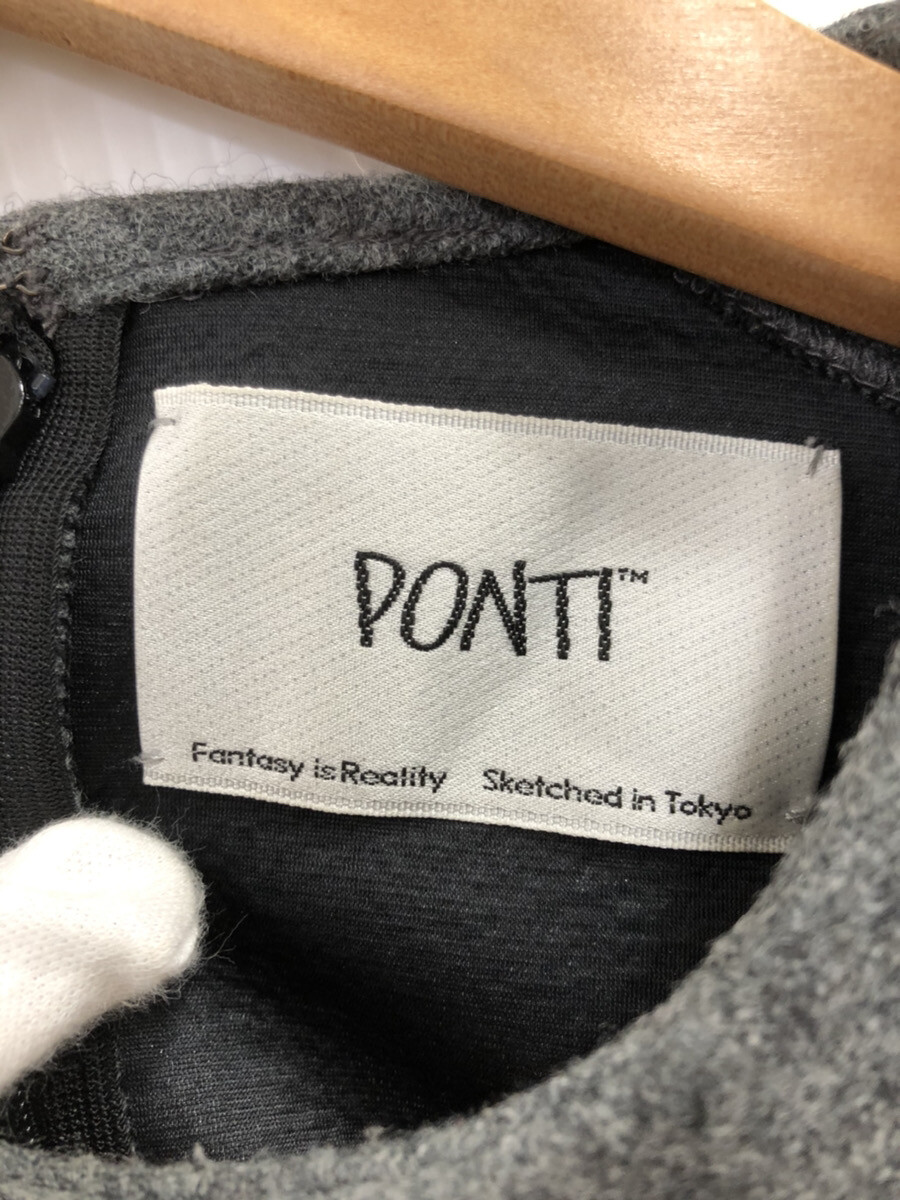 PONTI™
Fantasy is Reality Sketched in Tokyo